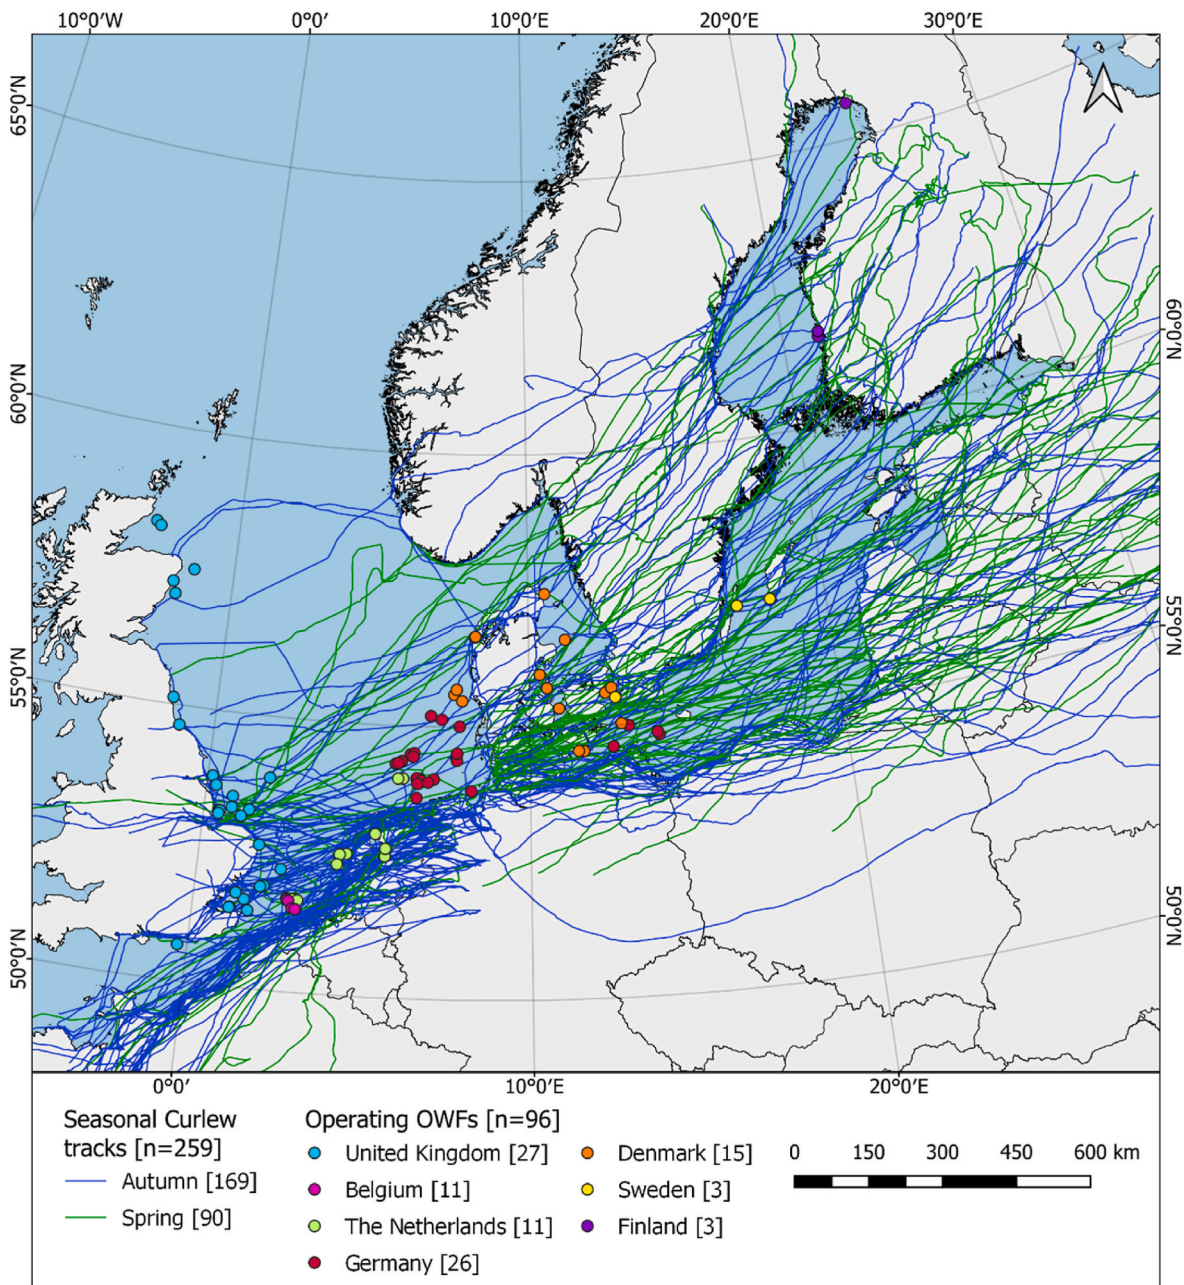 10°0′W 0°0′ 10°0′E 20°0′E 30°0′E
65°0′N
60°0′N
60°0′N
55°0′N
55°0′N
50°0′N
50°0′N
0°0′ 10°0′E 20°0′E
Seasonal Curlew
tracks [n=259]
Autumn [169]
Spring [90]
Operating OWFs [n=96]
United Kingdom [27]
Belgium [11]
The Netherlands [11]
Germany [26]
Denmark [15]
Sweden [3]
Finland [3]
0 150 300 450 600 km